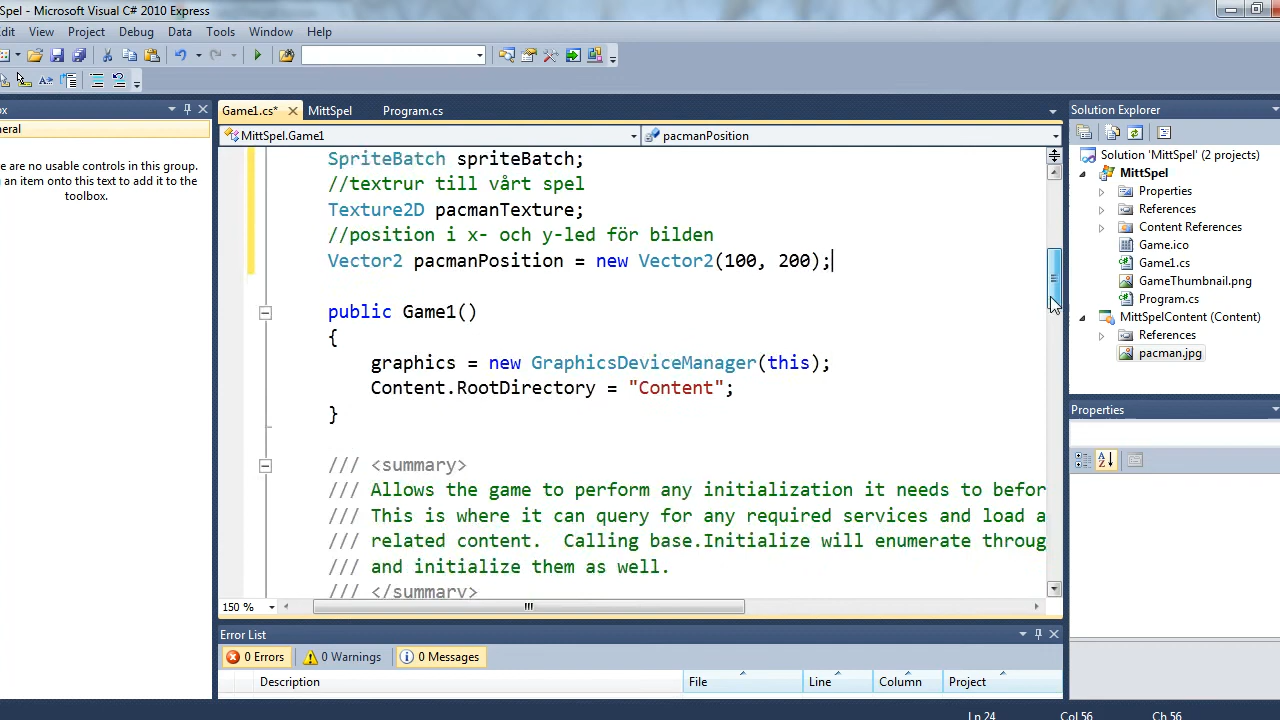 Spel - Microsoft Visual C# 2010 Express
Edit View Project Debug Data Tools Window Help
Game1.cs* MittSpel Program.cs
MittSpel.Game1 pacmanPosition
General
There are no usable controls in this group.
an item onto this text to add it to the
toolbox.
SpriteBatch spriteBatch;
//textrur till vårt spel
Texture2D pacmanTexture;
//position i x- och y-led för bilden
Vector2 pacmanPosition = new Vector2(100, 200);
public Game1()
{
graphics = new GraphicsDeviceManager(this);
Content.RootDirectory = "Content";
}
/// <summary>
/// Allows the game to perform any initialization it needs to befor
/// This is where it can query for any required services and load a
/// related content.  Calling base.Initialize will enumerate throug
/// and initialize them as well.
/// </summary>
150 %
Solution Explorer
Solution 'MittSpel' (2 projects)
MittSpel
Properties
References
Content References
Game.ico
Game1.cs
GameThumbnail.png
Program.cs
MittSpelContent (Content)
References
pacman.jpg
Properties
Error List
0 Errors 0 Warnings 0 Messages
Description File Line Column Project
Ln 24 Col 56 Ch 56